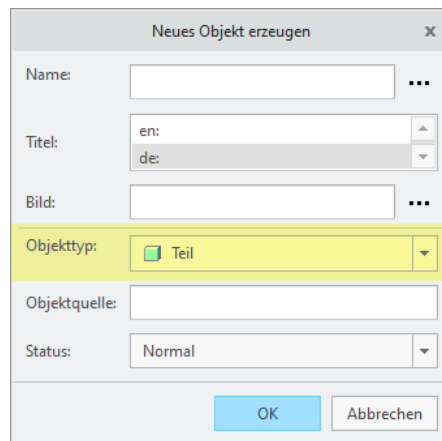 Neues Objekt erzeugen x
Name: ...
Titel: en:
de:
Bild: ...
Objekttyp: Teil
Objektquelle:
Status: Normal
OK Abbrechen